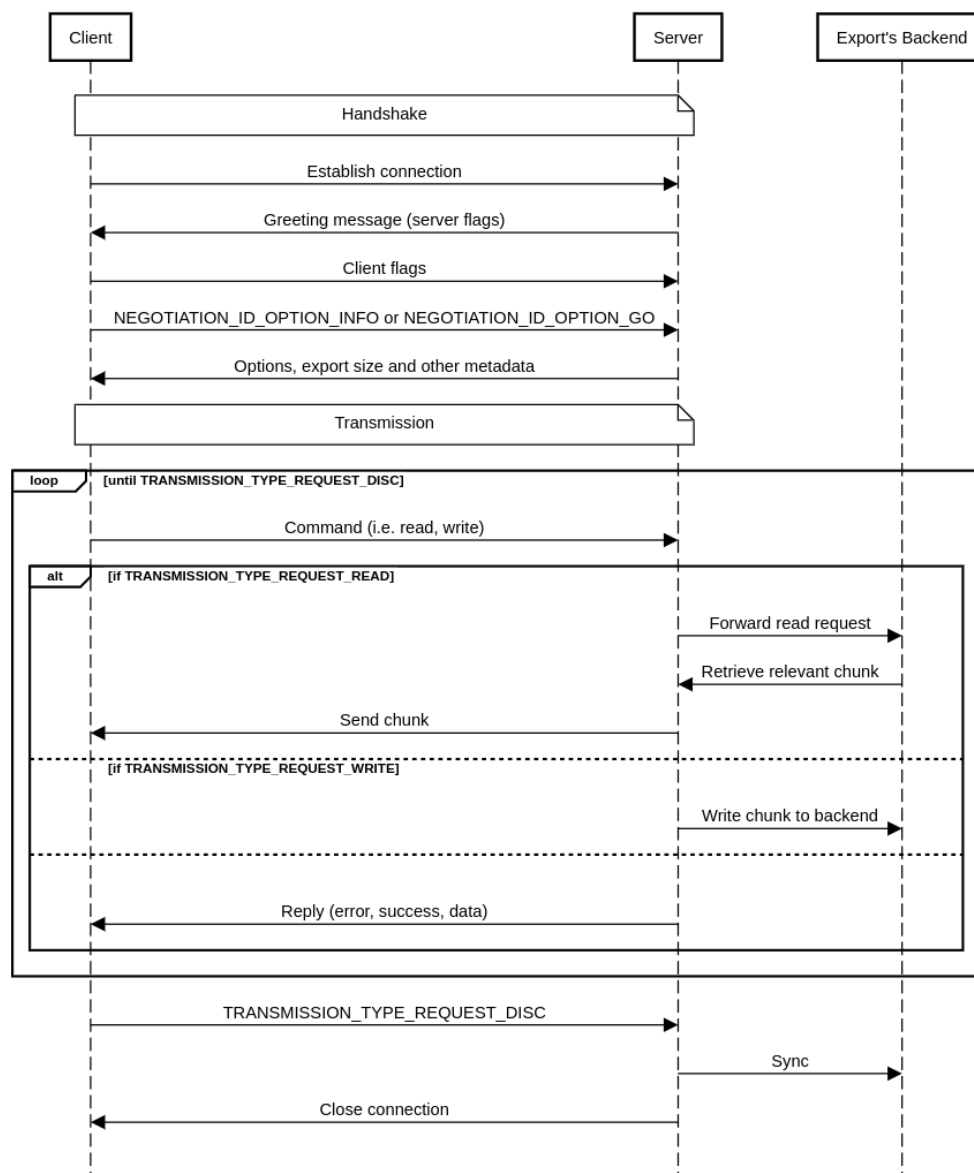 Client
Server
Export's Backend
Handshake
Establish connection
Greeting message (server flags)
Client flags
NEGOTIATION_ID_OPTION_INFO or NEGOTIATION_ID_OPTION_GO
Options, export size and other metadata
Transmission
loop
[until TRANSMISSION_TYPE_REQUEST_DISC]
Command (i.e. read, write)
alt
[if TRANSMISSION_TYPE_REQUEST_READ]
Forward read request
Retrieve relevant chunk
Send chunk
[if TRANSMISSION_TYPE_REQUEST_WRITE]
Write chunk to backend
Reply (error, success, data)
TRANSMISSION_TYPE_REQUEST_DISC
Sync
Close connection